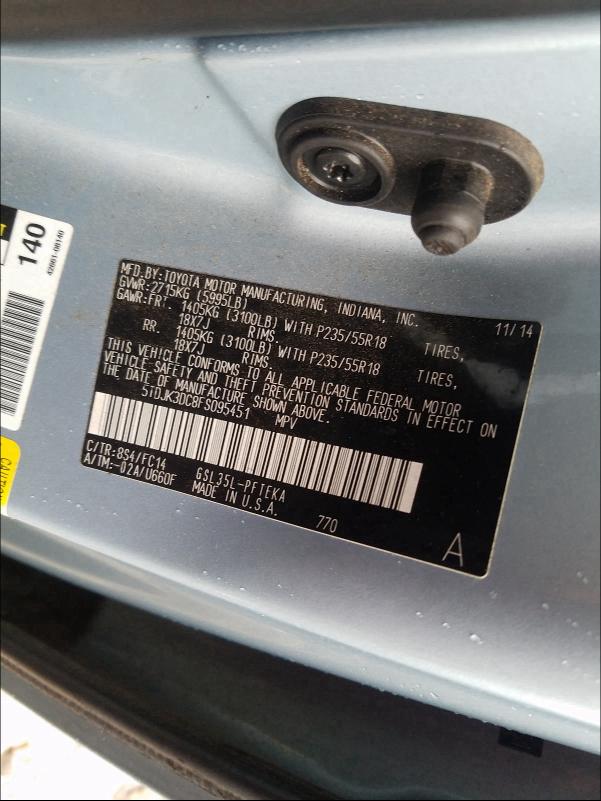 140
42661-08140
MFD.BY:TOYOTA MOTOR MANUFACTURING, INDIANA, INC.
GVWR:2715KG (5995LB) 11/14
GAWR:FRT. 1405KG (3100LB) WITH P235/55R18 TIRES,
18X7J RIMS.
RR. 1405KG (3100LB) WITH P235/55R18 TIRES,
18X7J RIMS.
THIS VEHICLE CONFORMS TO ALL APPLICABLE FEDERAL MOTOR
VEHICLE SAFETY AND THEFT PREVENTION STANDARDS IN EFFECT ON
THE DATE OF MANUFACTURE SHOWN ABOVE.
5TDJK3DC8FS095451 MPV
C/TR:8S4/FC14
A/TM:-02A/U660F GSL35L-PFTEKA
MADE IN U.S.A.
770
A